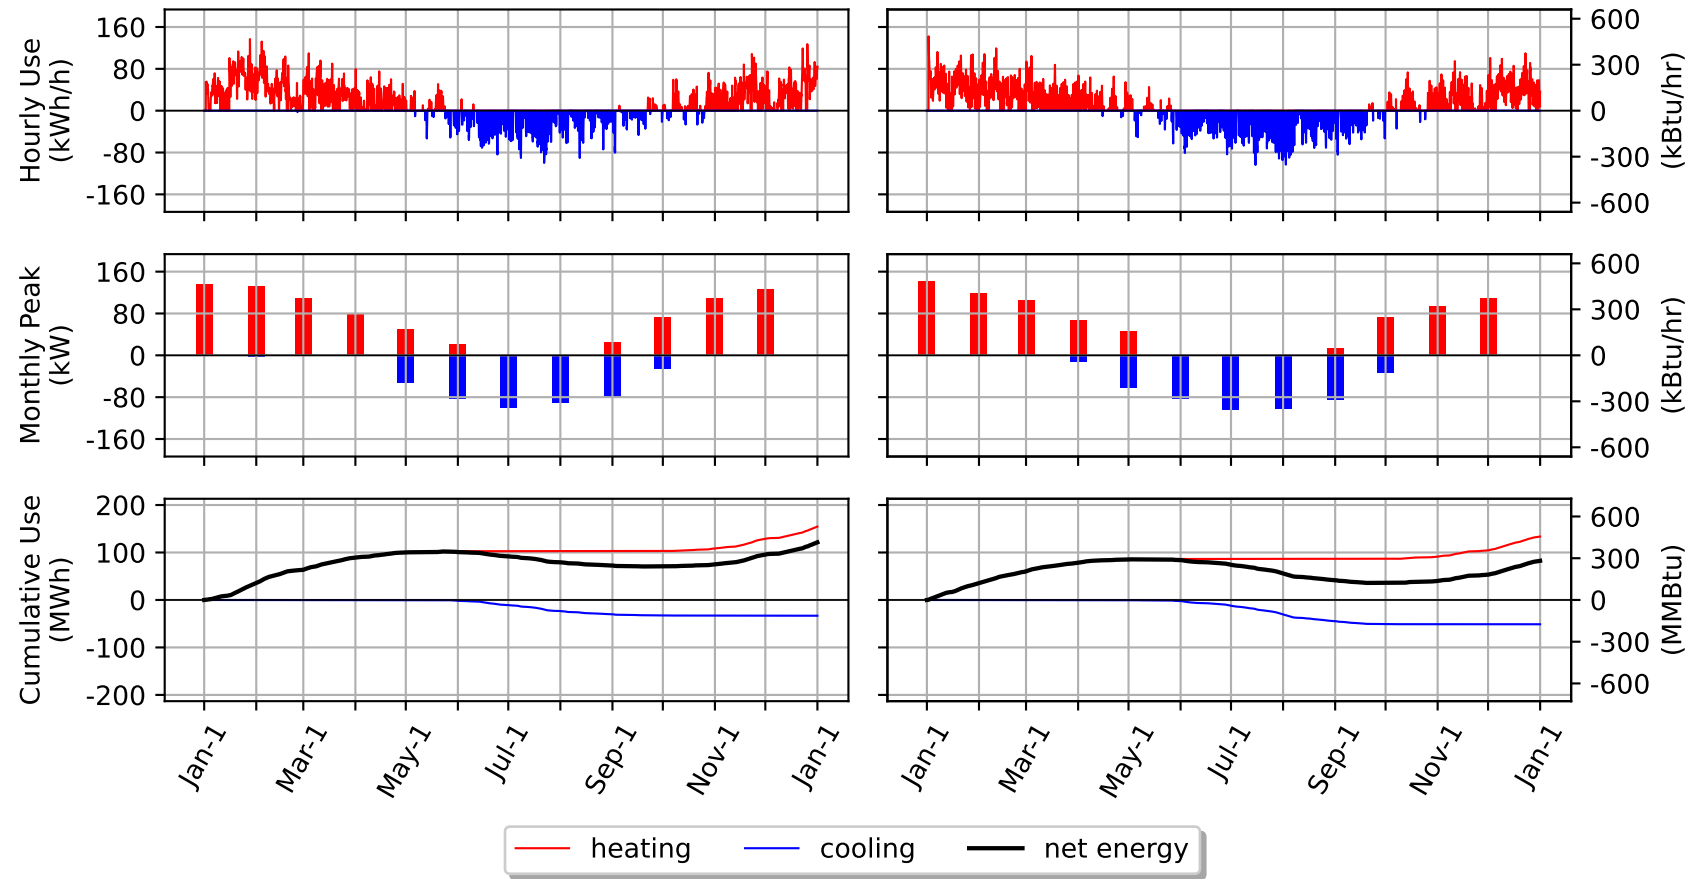 Hourly Use
(kWh/h)
160
80
0
-80
-160
600
300
0
-300
-600
(kBtu/hr)
Monthly Peak
(kW)
160
80
0
-80
-160
600
300
0
-300
-600
(kBtu/hr)
Cumulative Use
(MWh)
200
100
0
-100
-200
600
300
0
-300
-600
(MMBtu)
Jan-1
Mar-1
May-1
Jul-1
Sep-1
Nov-1
Jan-1
Jan-1
Mar-1
May-1
Jul-1
Sep-1
Nov-1
Jan-1
heating cooling net energy